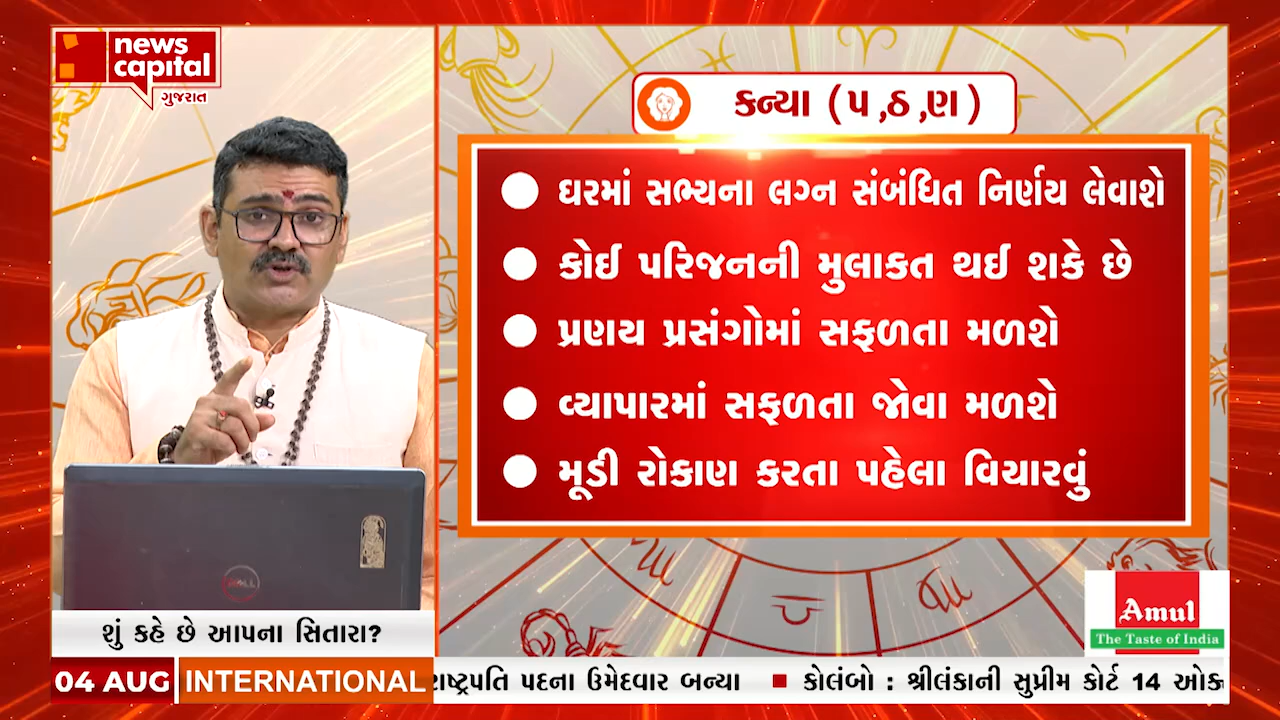 news
capital
ગુજરાત
કન્યા (પ ,ઠ ,ણ )
ઘરમાં સભ્યના લગ્ન સંબંધિત નિર્ણય લેવાશે
કોઈ પરિજનની મુલાકત થઈ શકે છે
પ્રણય પ્રસંગોમાં સફળતા મળશે
વ્યાપારમાં સફળતા જોવા મળશે
મૂડી રોકાણ કરતા પહેલા વિચારવું
DELL
શું કહે છે આપના સિતારા?
Amul
The Taste of India
04 AUG INTERNATIONAL રાષ્ટ્રપતિ પદના ઉમેદવાર બન્યા ■ કોલંબો : શ્રીલંકાની સુપ્રીમ કોર્ટ 14